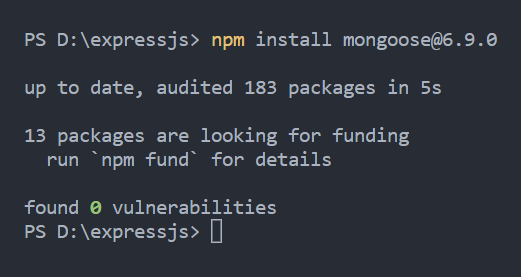 PS D:\expressjs> npm install mongoose@6.9.0
up to date, audited 183 packages in 5s
13 packages are looking for funding
  run `npm fund` for details
found 0 vulnerabilities
PS D:\expressjs>